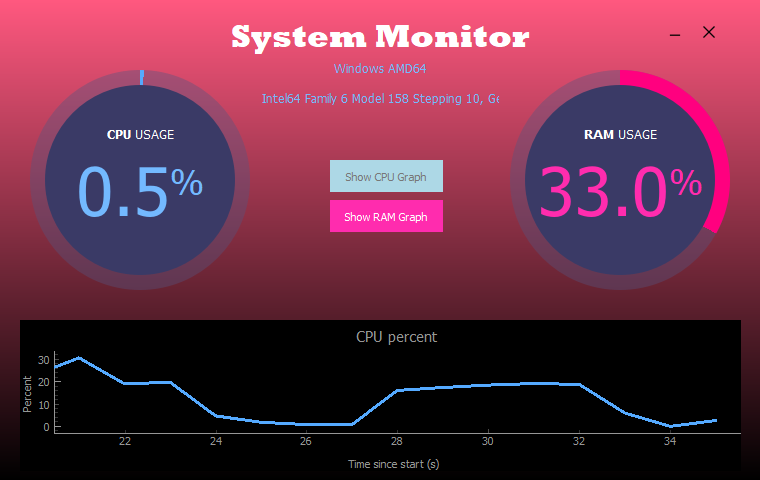 System Monitor
Windows AMD64
Intel64 Family 6 Model 158 Stepping 10, Ge
CPU USAGE
0.5%
RAM USAGE
33.0%
Show CPU Graph
Show RAM Graph
CPU percent
Percent
30
20
10
0
22 24 26 28 30 32 34
Time since start (s)